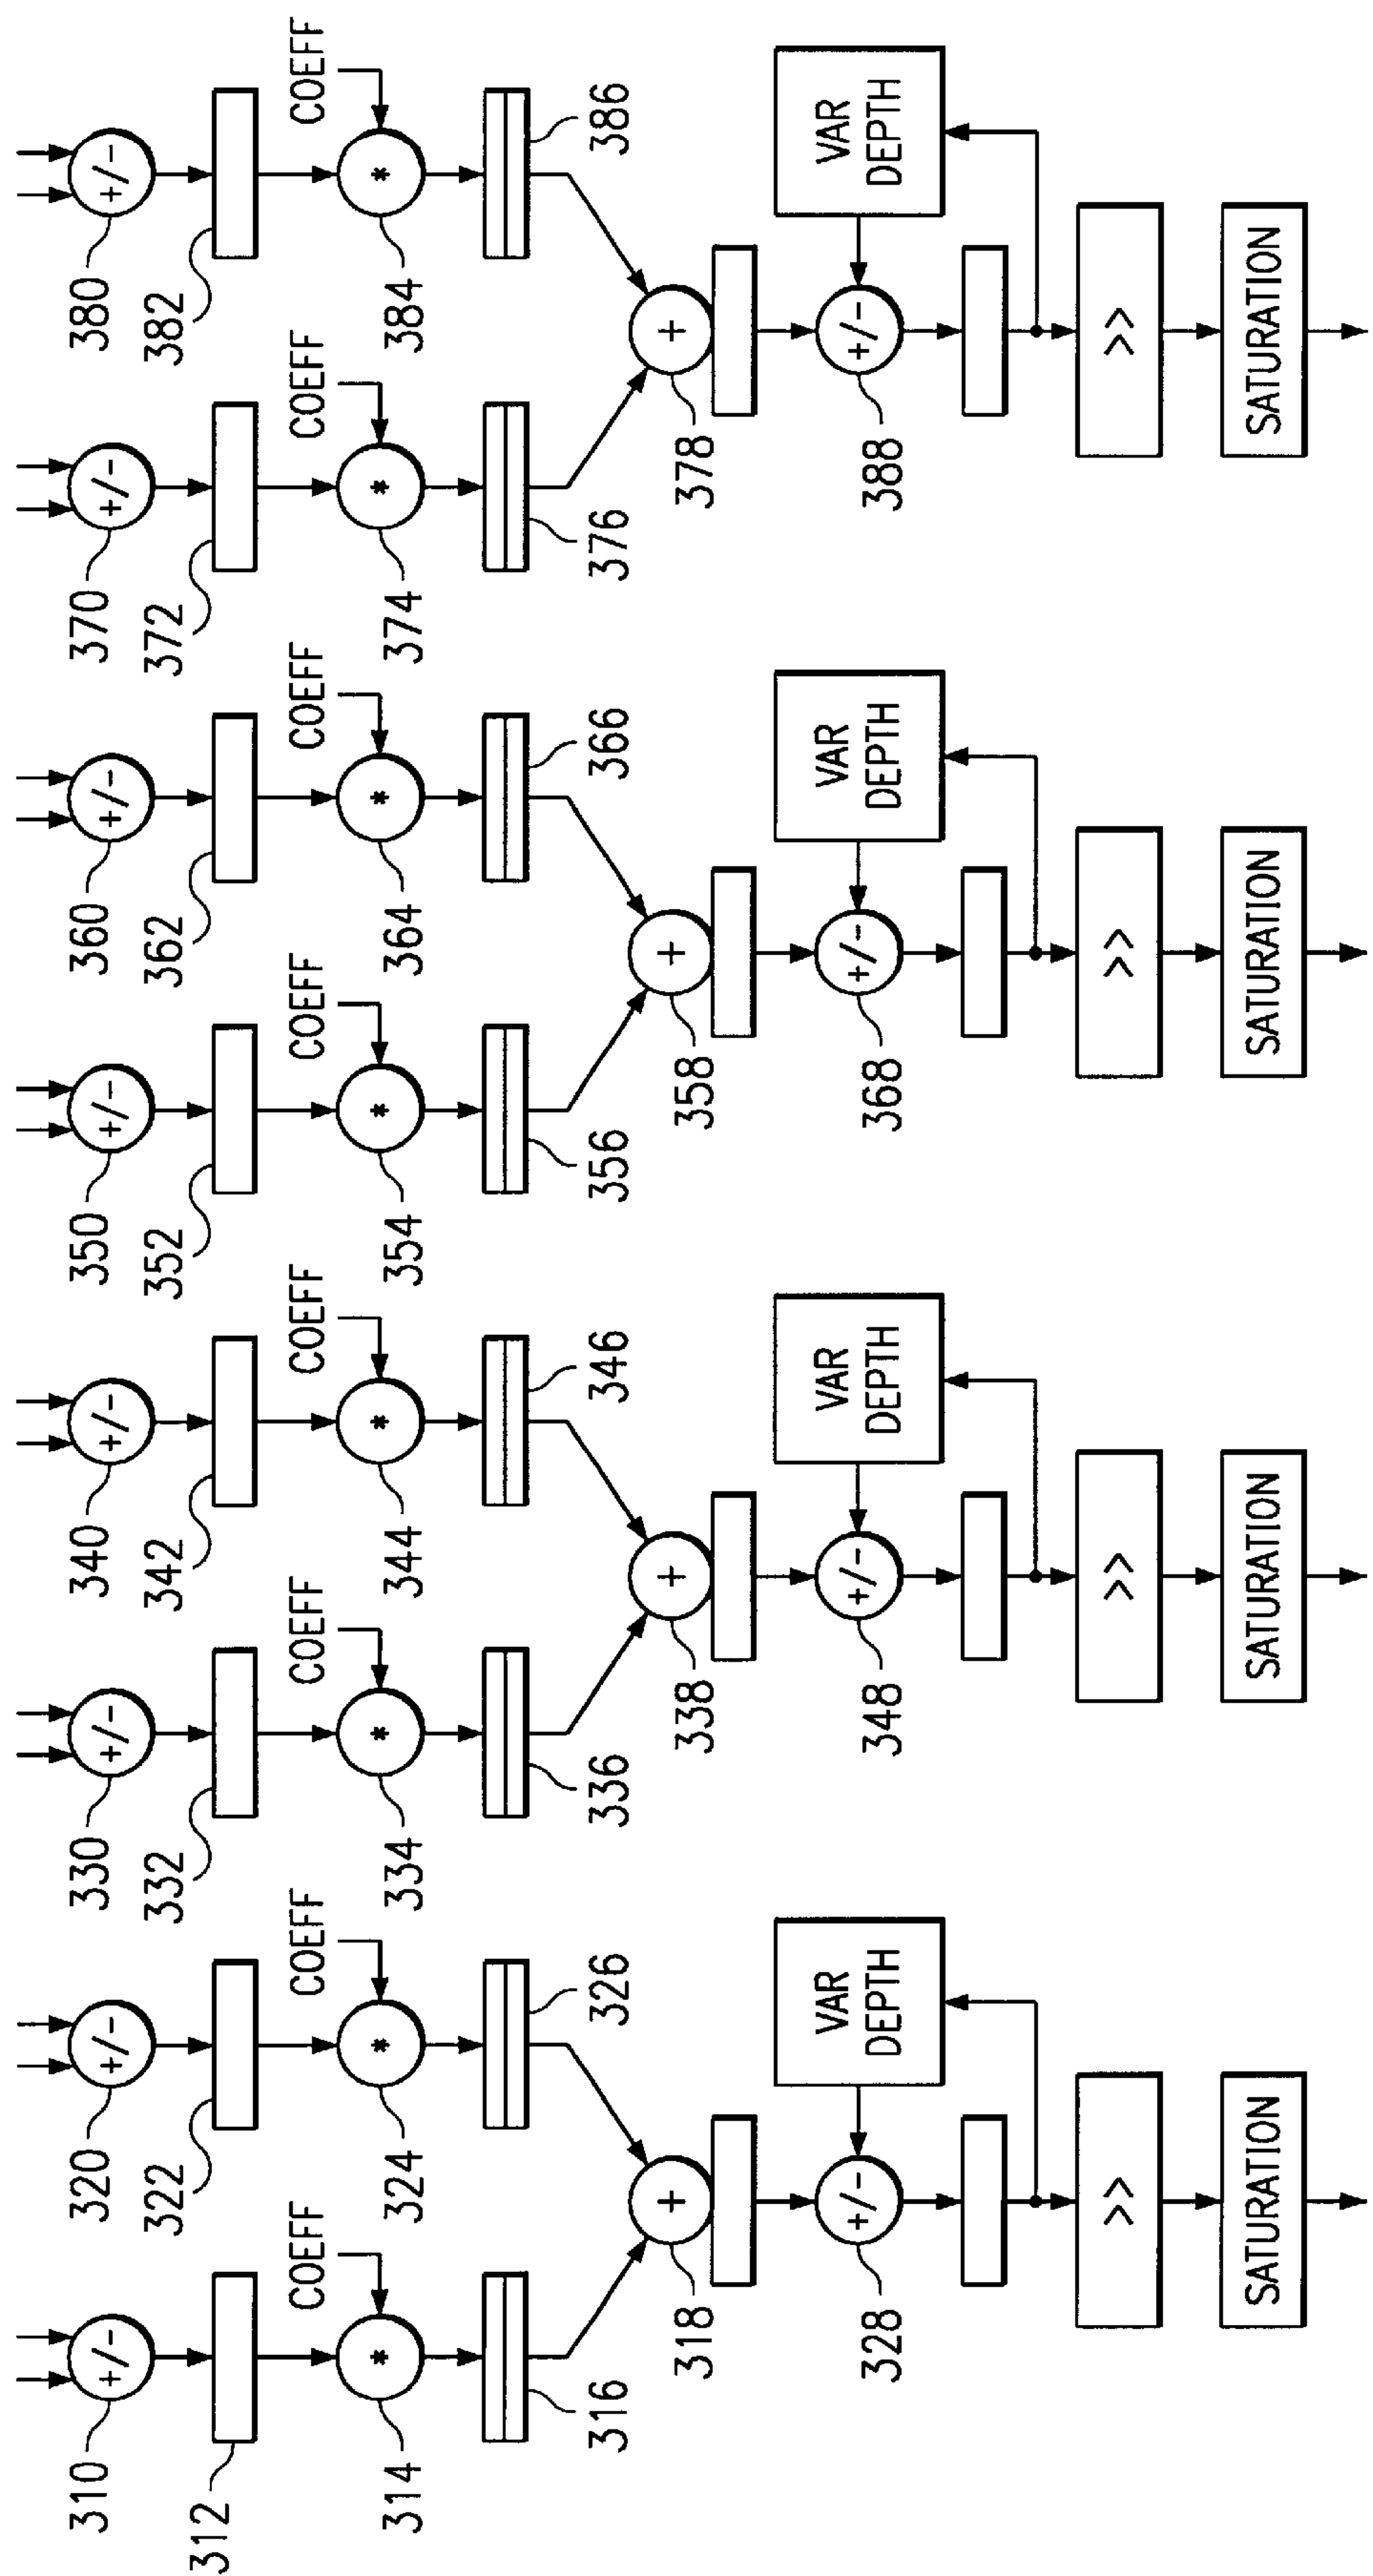 310 320 330 340 350 360 370 380
+/- +/- +/- +/- +/- +/- +/- +/-
322 332 342 352 362 372 382
312
COEFF COEFF COEFF COEFF COEFF COEFF COEFF COEFF
* * * * * * * *
314 324 334 344 354 364 374 384
316 326 336 346 356 366 376 386
+ + + +
318 338 358 378
VAR
DEPTH
VAR
DEPTH
VAR
DEPTH
VAR
DEPTH
+/- +/- +/- +/-
328 348 368 388
>> >> >> >>
SATURATION SATURATION SATURATION SATURATION